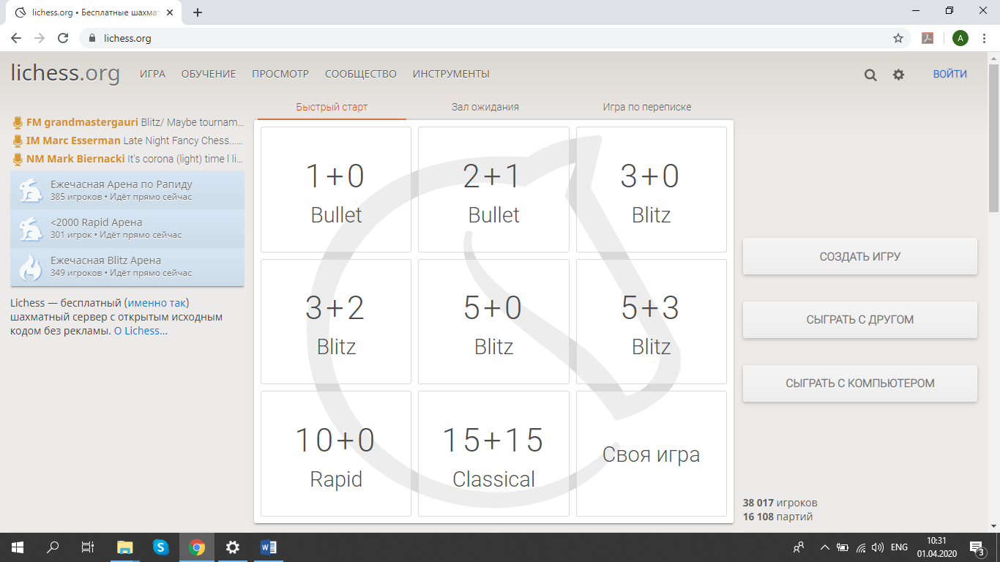 lichess.org • Бесплатные шахмат
lichess.org
A
lichess.org
ИГРА ОБУЧЕНИЕ ПРОСМОТР СООБЩЕСТВО ИНСТРУМЕНТЫ
ВОЙТИ
FM grandmastergauri Blitz/ Maybe tournam...
IM Marc Esserman Late Night Fancy Chess.....
NM Mark Biernacki It's corona (light) time l li...
Ежечасная Арена по Рапиду
385 игроков • Идёт прямо сейчас
<2000 Rapid Арена
301 игрок • Идёт прямо сейчас
Ежечасная Blitz Арена
349 игроков • Идёт прямо сейчас
Lichess — бесплатный (именно так)
шахматный сервер с открытым исходным
кодом без рекламы. О Lichess...
Быстрый старт Зал ожидания Игра по переписке
1+0
Bullet
2+1
Bullet
3+0
Blitz
3+2
Blitz
5+0
Blitz
5+3
Blitz
10+0
Rapid
15+15
Classical
Своя игра
СОЗДАТЬ ИГРУ
СЫГРАТЬ С ДРУГОМ
СЫГРАТЬ С КОМПЬЮТЕРОМ
38 017 игроков
16 108 партий
ENG
10:31
01.04.2020
3